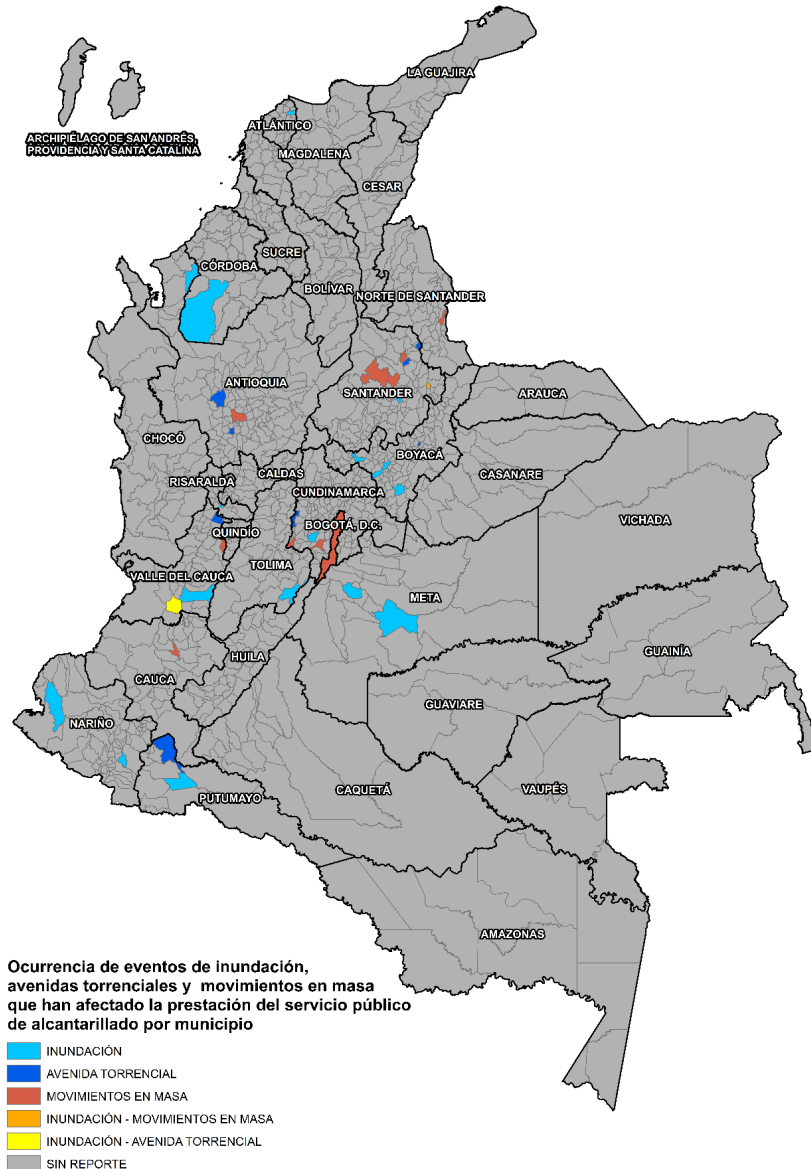 LA GUAJIRA
ARCHIPIÉLAGO DE SAN ANDRÉS,
PROVIDENCIA Y SANTA CATALINA
ATLÁNTICO
MAGDALENA
CESAR
SUCRE
CÓRDOBA
BOLÍVAR
NORTE DE SANTANDER
ANTIOQUIA
SANTANDER
ARAUCA
CHOCÓ
BOYACÁ
CASANARE
RISARALDA
CALDAS
CUNDINAMARCA
VICHADA
QUINDÍO
BOGOTÁ, D.C.
TOLIMA
VALLE DEL CAUCA
META
GUAINÍA
HUILA
CAUCA
GUAVIARE
NARIÑO
CAQUETÁ
VAUPÉS
PUTUMAYO
AMAZONAS
Ocurrencia de eventos de inundación,
avenidas torrenciales y movimientos en masa
que han afectado la prestación del servicio público
de alcantarillado por municipio
INUNDACIÓN
AVENIDA TORRENCIAL
MOVIMIENTOS EN MASA
INUNDACIÓN - MOVIMIENTOS EN MASA
INUNDACIÓN - AVENIDA TORRENCIAL
SIN REPORTE